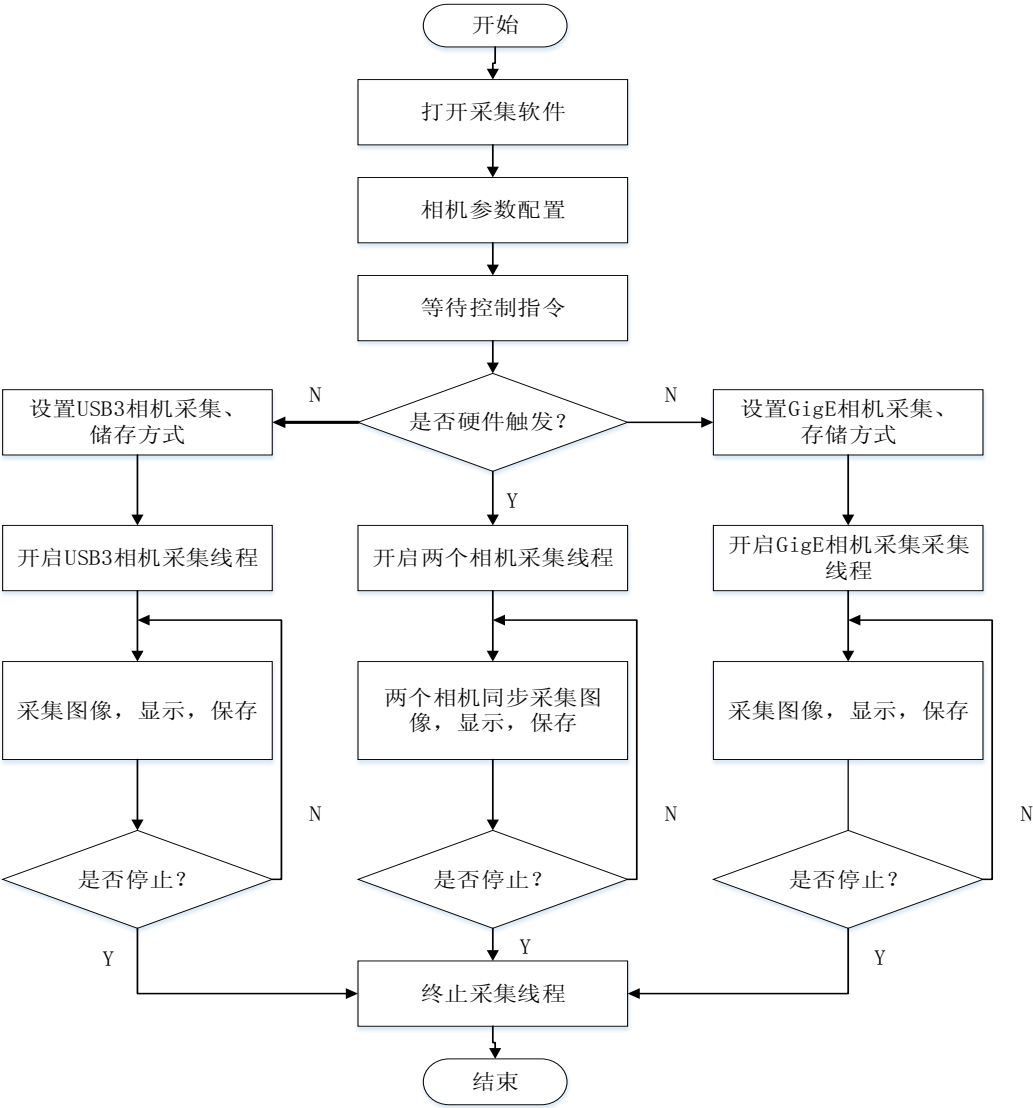 开始
打开采集软件
相机参数配置
等待控制指令
N
N
设置USB3相机采集、
储存方式
是否硬件触发?
设置GigE相机采集、
存储方式
Y
开启USB3相机采集线程
开启两个相机采集线程
开启GigE相机采集采集
线程
采集图像，显示，保存
两个相机同步采集图
像，显示，保存
采集图像，显示，保存
N
N
N
是否停止?
是否停止?
是否停止?
Y
Y
Y
终止采集线程
结束